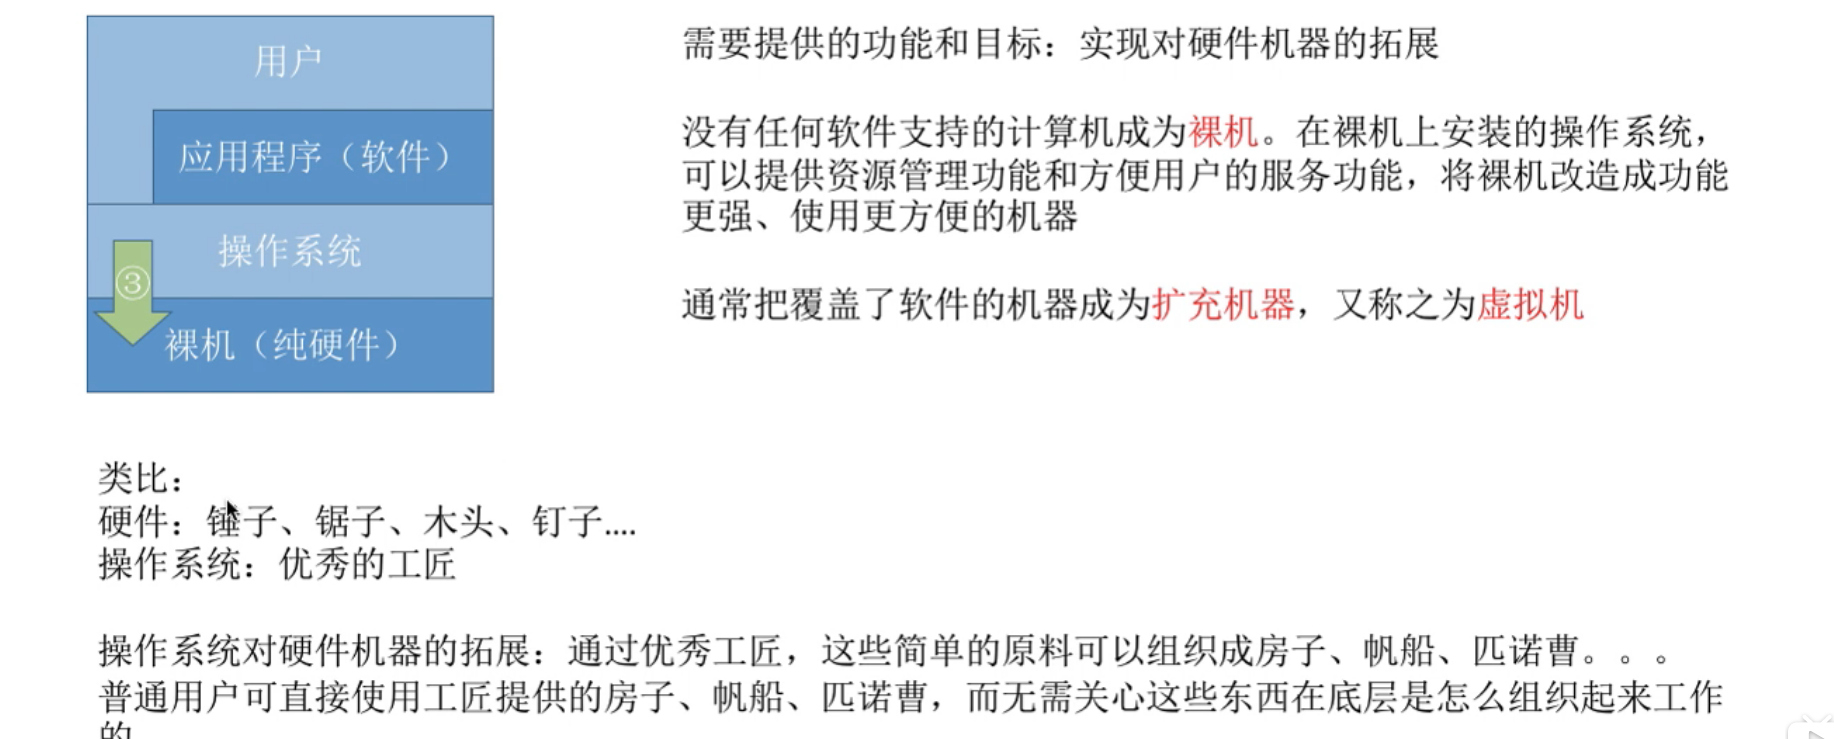 用户
应用程序（软件）
操作系统
③
裸机（纯硬件）
需要提供的功能和目标：实现对硬件机器的拓展
没有任何软件支持的计算机成为裸机。在裸机上安装的操作系统，
可以提供资源管理功能和方便用户的服务功能，将裸机改造成功能
更强、使用更方便的机器
通常把覆盖了软件的机器成为扩充机器，又称之为虚拟机
类比：
硬件：锤子、锯子、木头、钉子....
操作系统：优秀的工匠
操作系统对硬件机器的拓展：通过优秀工匠，这些简单的原料可以组织成房子、帆船、匹诺曹。。。
普通用户可直接使用工匠提供的房子、帆船、匹诺曹，而无需关心这些东西在底层是怎么组织起来工作
的